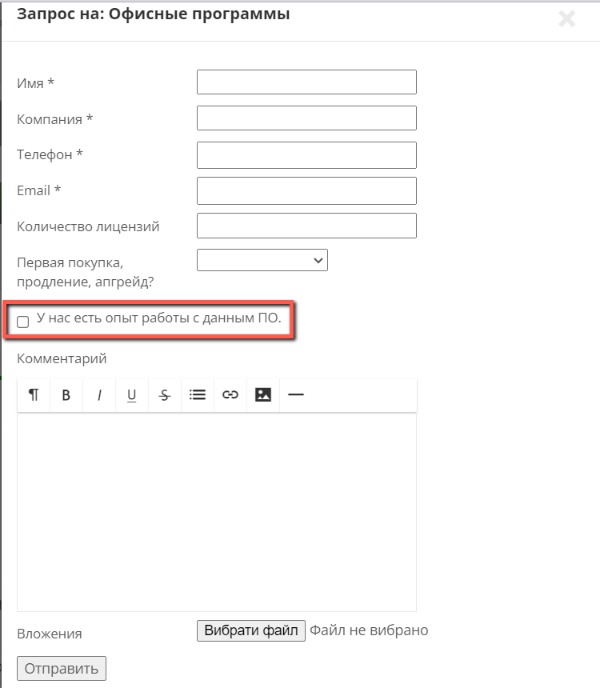 Запрос на: Офисные программы
Имя *
Компания *
Телефон *
Email *
Количество лицензий
Первая покупка,
продление, апгрейд?
У нас есть опыт работы с данным ПО.
Комментарий
¶ B I U S
Вложения Вибрати файл Файл не вибрано
Отправить